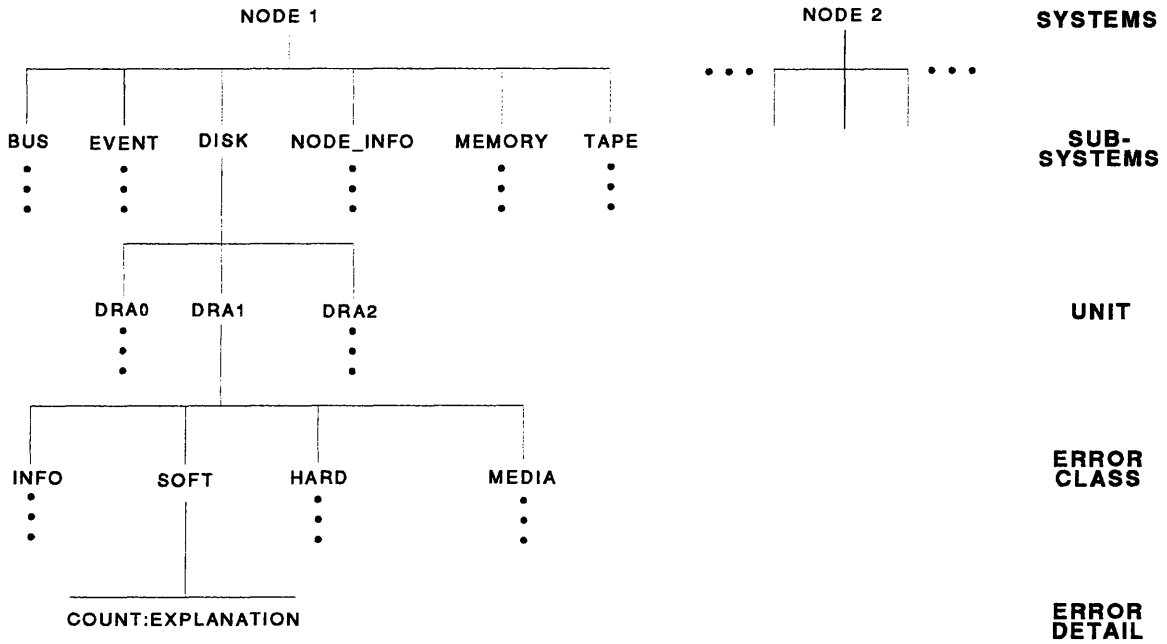 NODE 1 NODE 2 SYSTEMS
BUS EVENT DISK NODE_INFO MEMORY TAPE SUB-
SYSTEMS
DRA0 DRA1 DRA2 UNIT
INFO SOFT HARD MEDIA ERROR
CLASS
COUNT:EXPLANATION ERROR
DETAIL